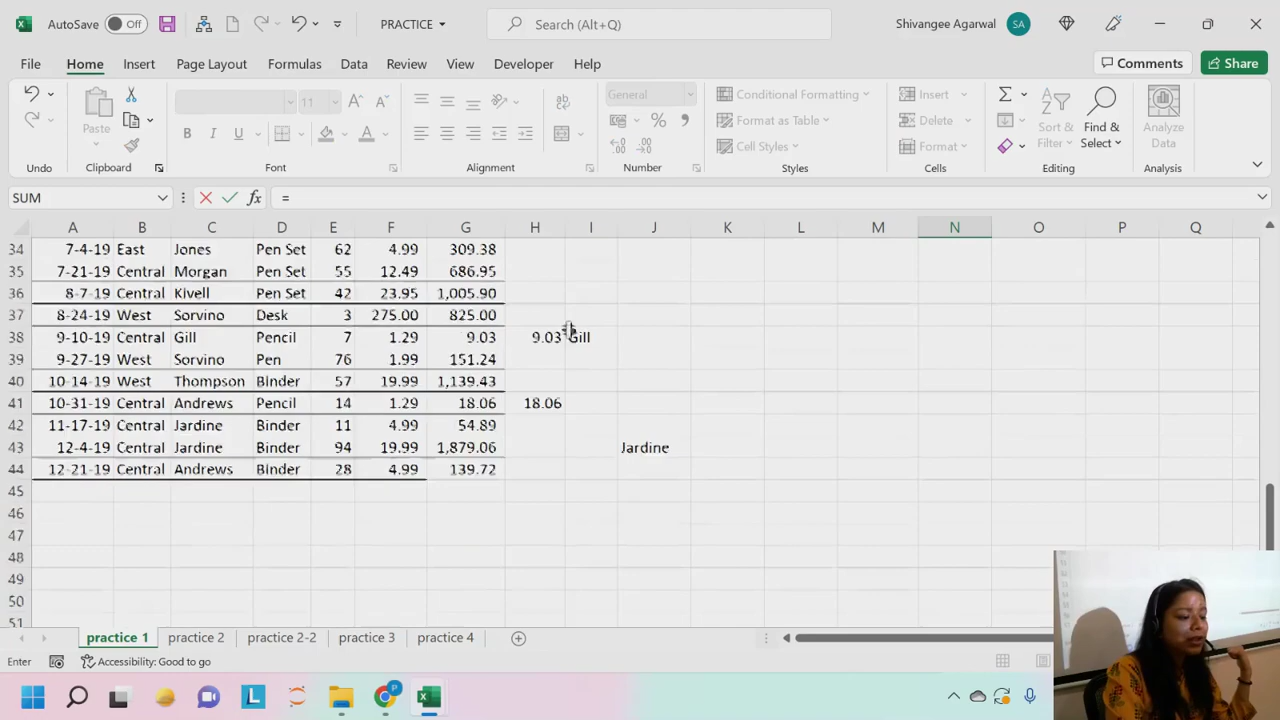 AutoSave Off PRACTICE Search (Alt+Q) Shivangee Agarwal SA
File Home Insert Page Layout Formulas Data Review View Developer Help Comments Share
Undo Paste Clipboard
11 B I U A Font
ab Alignment
General % Number
Conditional Formatting Format as Table Cell Styles Styles
Insert Delete Format Cells
Sort & Filter Find & Select Editing
Analyze Data Analysis
SUM fx =
A B C D E F G H I J K L M N O P Q
34 7-4-19 East Jones Pen Set 62 4.99 309.38
35 7-21-19 Central Morgan Pen Set 55 12.49 686.95
36 8-7-19 Central Kivell Pen Set 42 23.95 1,005.90
37 8-24-19 West Sorvino Desk 3 275.00 825.00
38 9-10-19 Central Gill Pencil 7 1.29 9.03 9.03 Gill
39 9-27-19 West Sorvino Pen 76 1.99 151.24
40 10-14-19 West Thompson Binder 57 19.99 1,139.43
41 10-31-19 Central Andrews Pencil 14 1.29 18.06 18.06
42 11-17-19 Central Jardine Binder 11 4.99 54.89
43 12-4-19 Central Jardine Binder 94 19.99 1,879.06 Jardine
44 12-21-19 Central Andrews Binder 28 4.99 139.72
45
46
47
48
49
50
51
practice 1 practice 2 practice 2-2 practice 3 practice 4
Enter Accessibility: Good to go